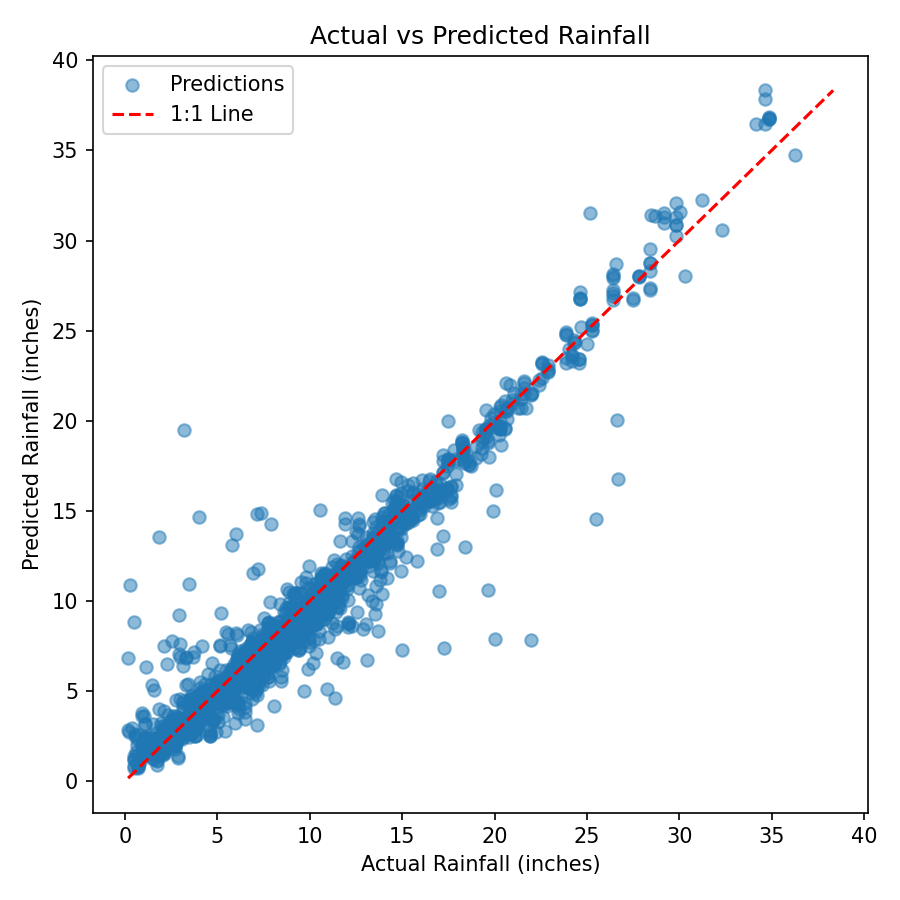 Actual vs Predicted Rainfall
Predictions
1:1 Line
Predicted Rainfall (inches)
40
35
30
25
20
15
10
5
0
0 5 10 15 20 25 30 35 40
Actual Rainfall (inches)